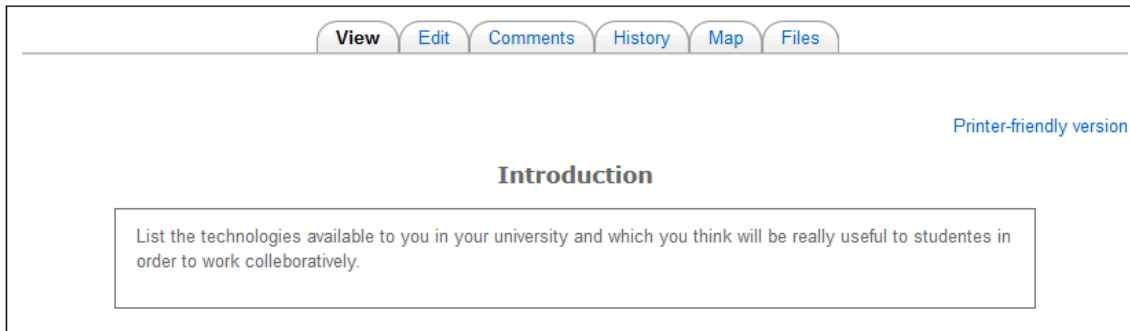 View Edit Comments History Map Files
Printer-friendly version
Introduction
List the technologies available to you in your university and which you think will be really useful to studentes in
order to work colleboratively.